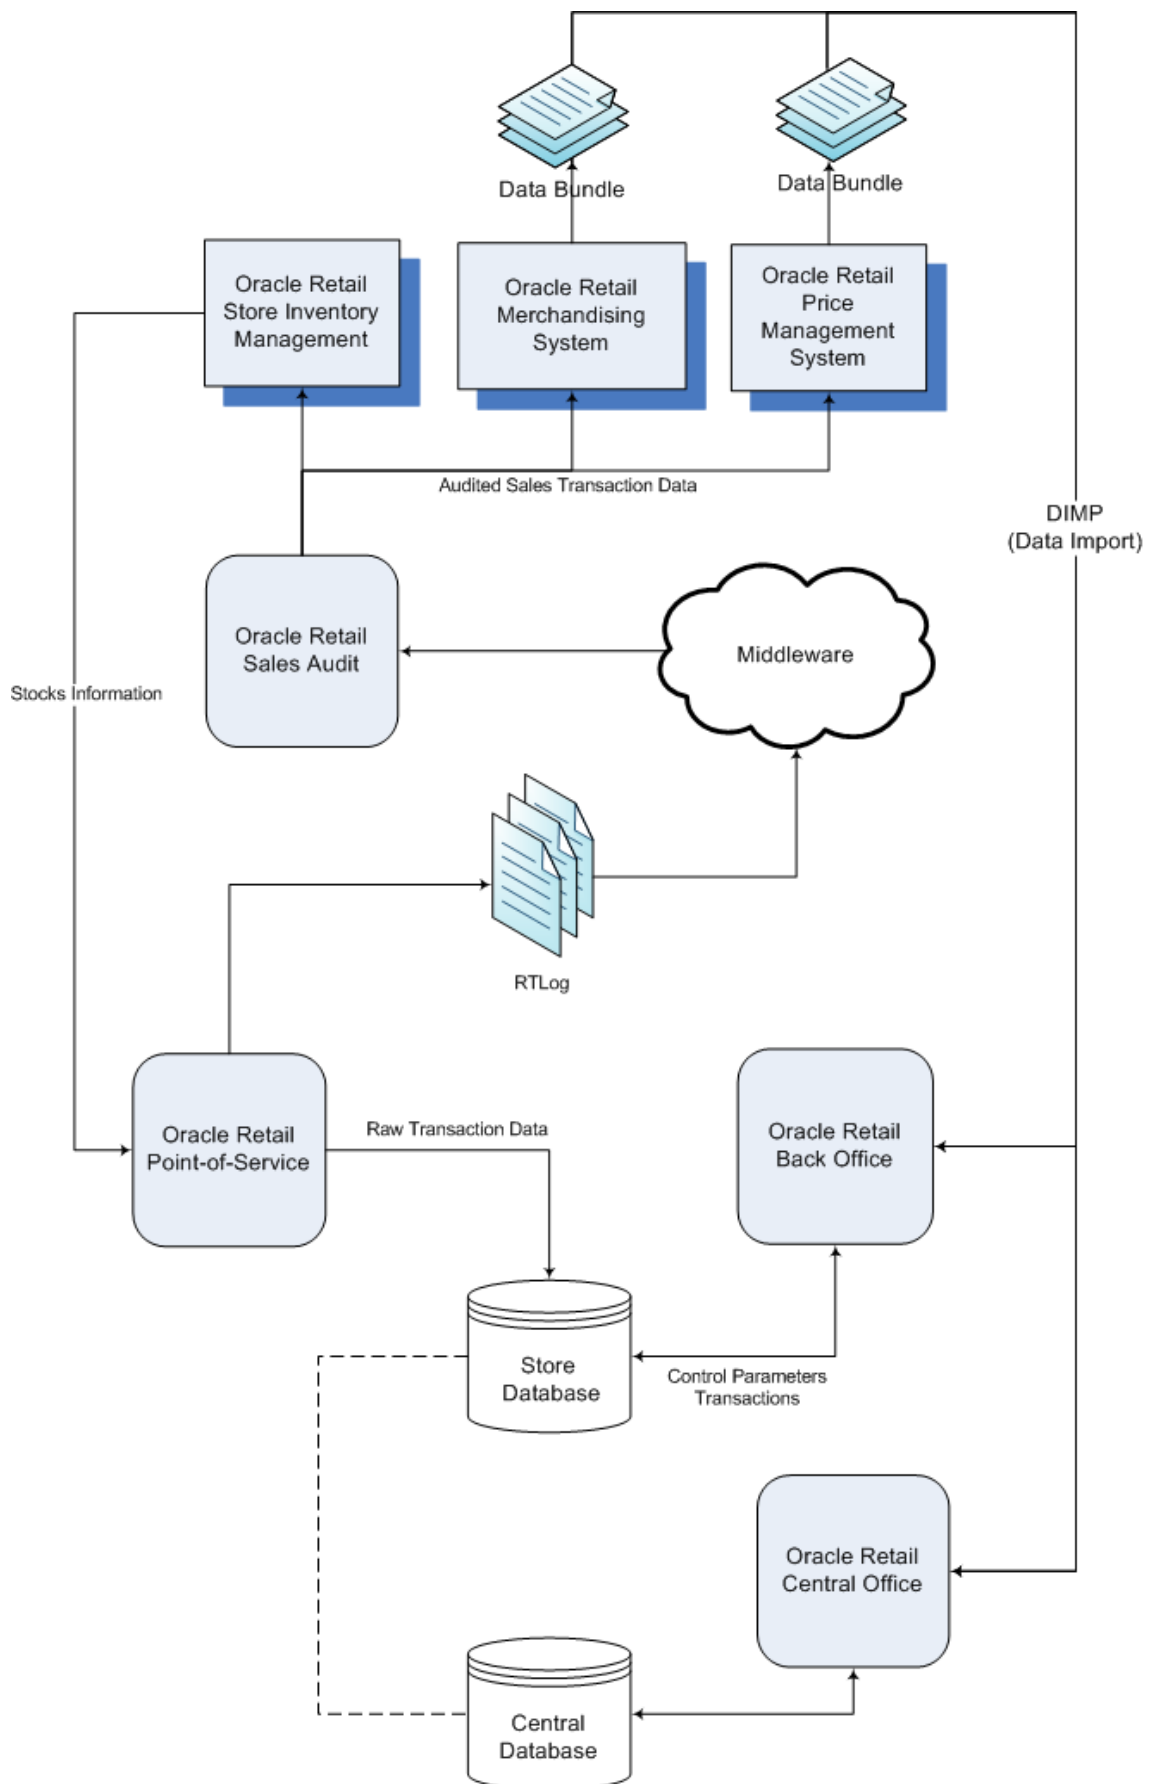 Data Bundle
Data Bundle
Oracle Retail
Store Inventory
Management
Oracle Retail
Merchandising
System
Oracle Retail
Price
Management
System
Audited Sales Transaction Data
DIMP
(Data Import)
Oracle Retail
Sales Audit
Middleware
Stocks Information
RTLog
Oracle Retail
Point-of-Service
Raw Transaction Data
Oracle Retail
Back Office
Store
Database
Control Parameters
Transactions
Oracle Retail
Central Office
Central
Database